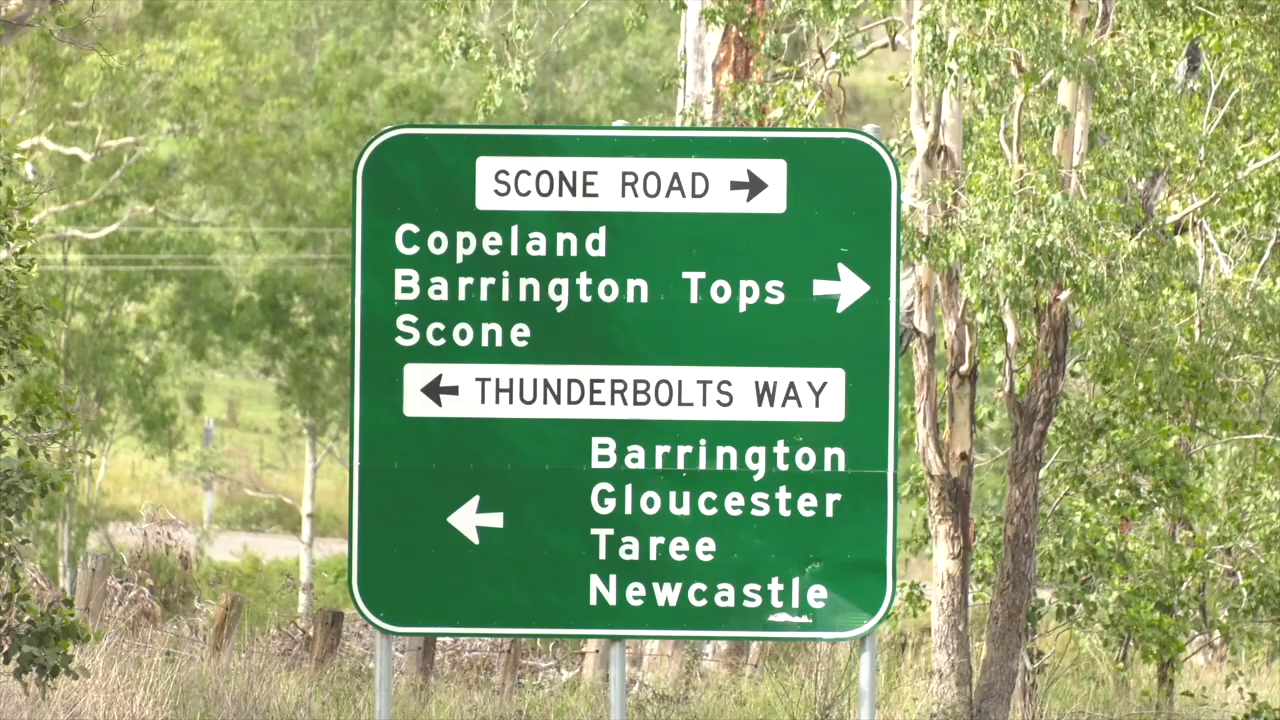 SCONE ROAD
Copeland
Barrington Tops
Scone
THUNDERBOLTS WAY
Barrington
Gloucester
Taree
Newcastle